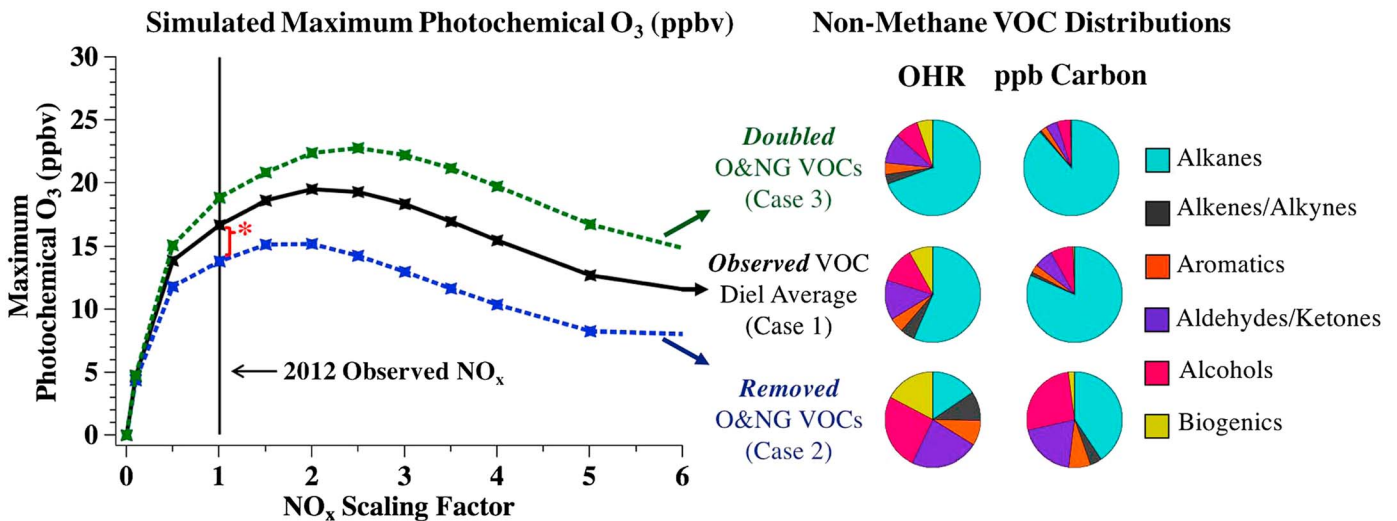 Simulated Maximum Photochemical O₃ (ppbv)
Non-Methane VOC Distributions
OHR
ppb Carbon
Maximum
Photochemical O₃ (ppbv)
30
25
20
15
10
5
0
*
2012 Observed NOₓ
0
1
2
3
4
5
6
NOₓ Scaling Factor
Doubled
O&NG VOCs
(Case 3)
Observed VOC
Diel Average
(Case 1)
Removed
O&NG VOCs
(Case 2)
Alkanes
Alkenes/Alkynes
Aromatics
Aldehydes/Ketones
Alcohols
Biogenics